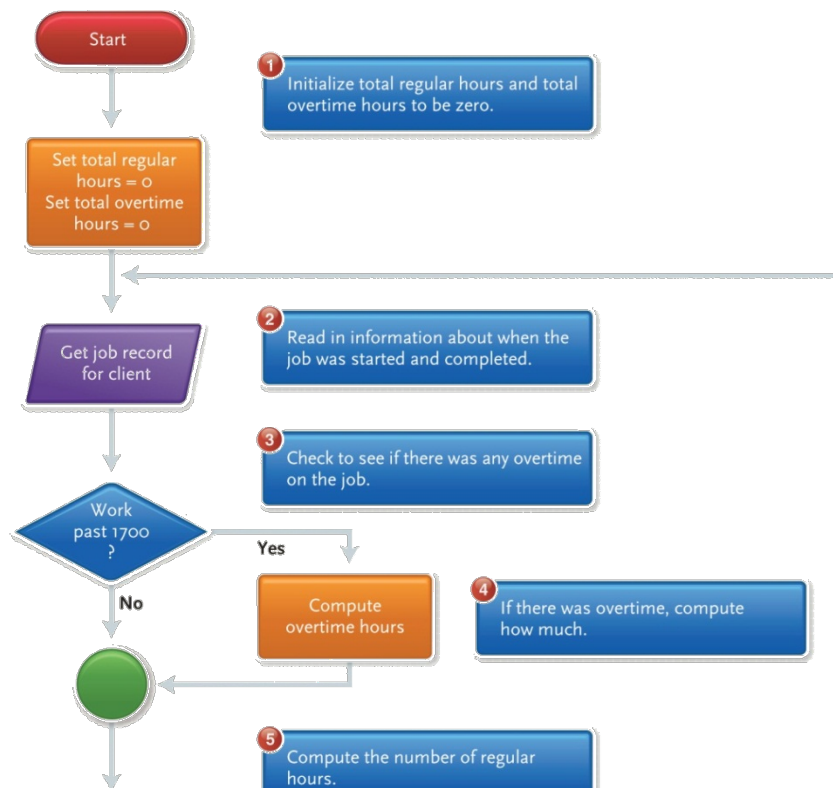 Start
1
Initialize total regular hours and total
overtime hours to be zero.
Set total regular
hours = 0
Set total overtime
hours = 0
2
Read in information about when the
job was started and completed.
Get job record
for client
3
Check to see if there was any overtime
on the job.
Work
past 1700
?
Yes
No
Compute
overtime hours
4
If there was overtime, compute
how much.
5
Compute the number of regular
hours.